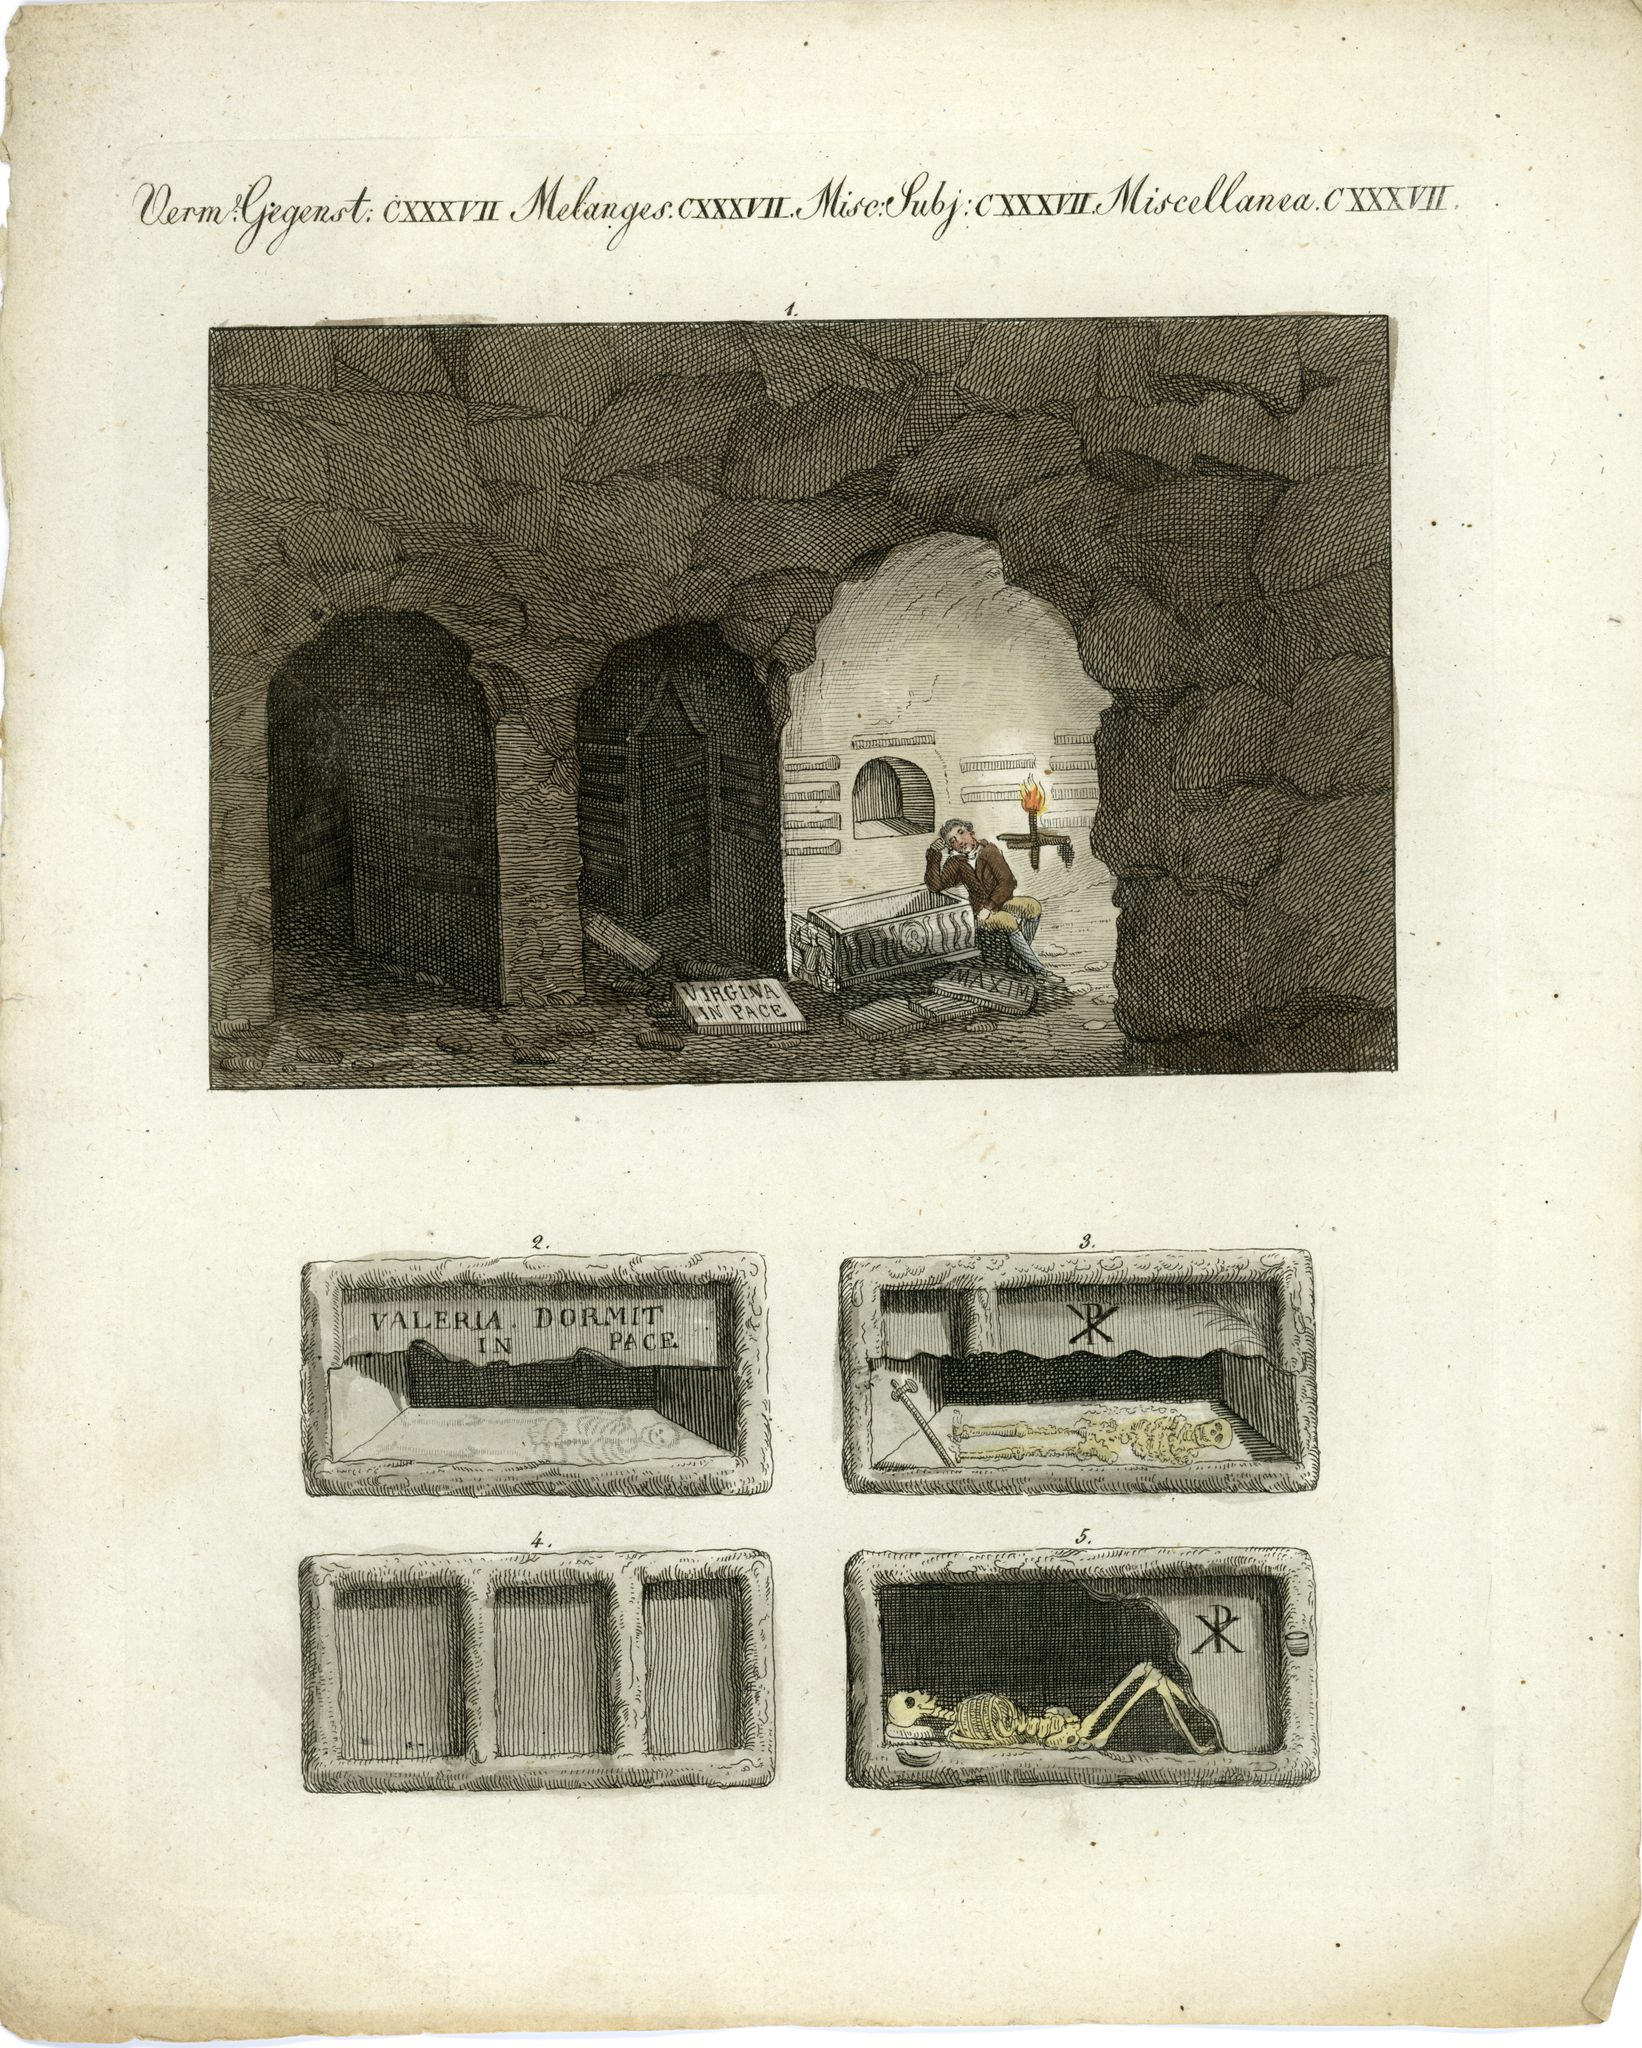 Verm: Gegenst: CXXXVII Melanges. CXXXVII. Misc: Subj: CXXXVII. Miscellanea. CXXXVII.
1.
VIRGINA
IN PACE
MAXIM
2.
VALERIA. DORMIT
IN PACE
3.
☧
4.
5.
☧